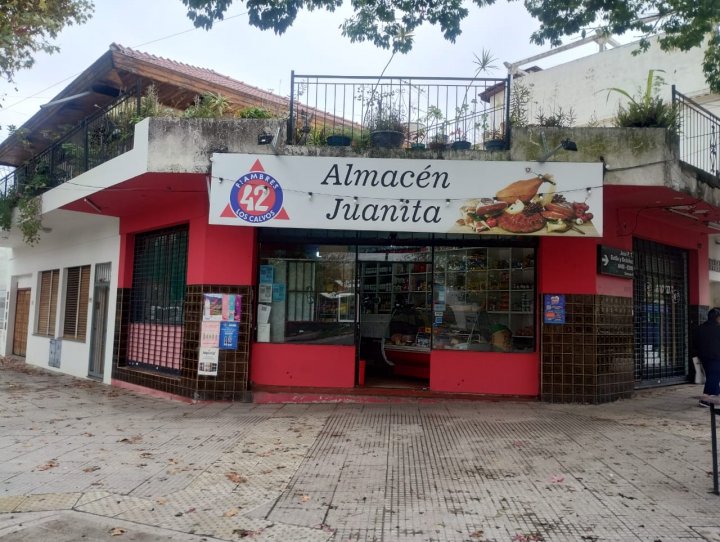 FIAMBRES
42
LOS CALVOS
Almacén
Juanita